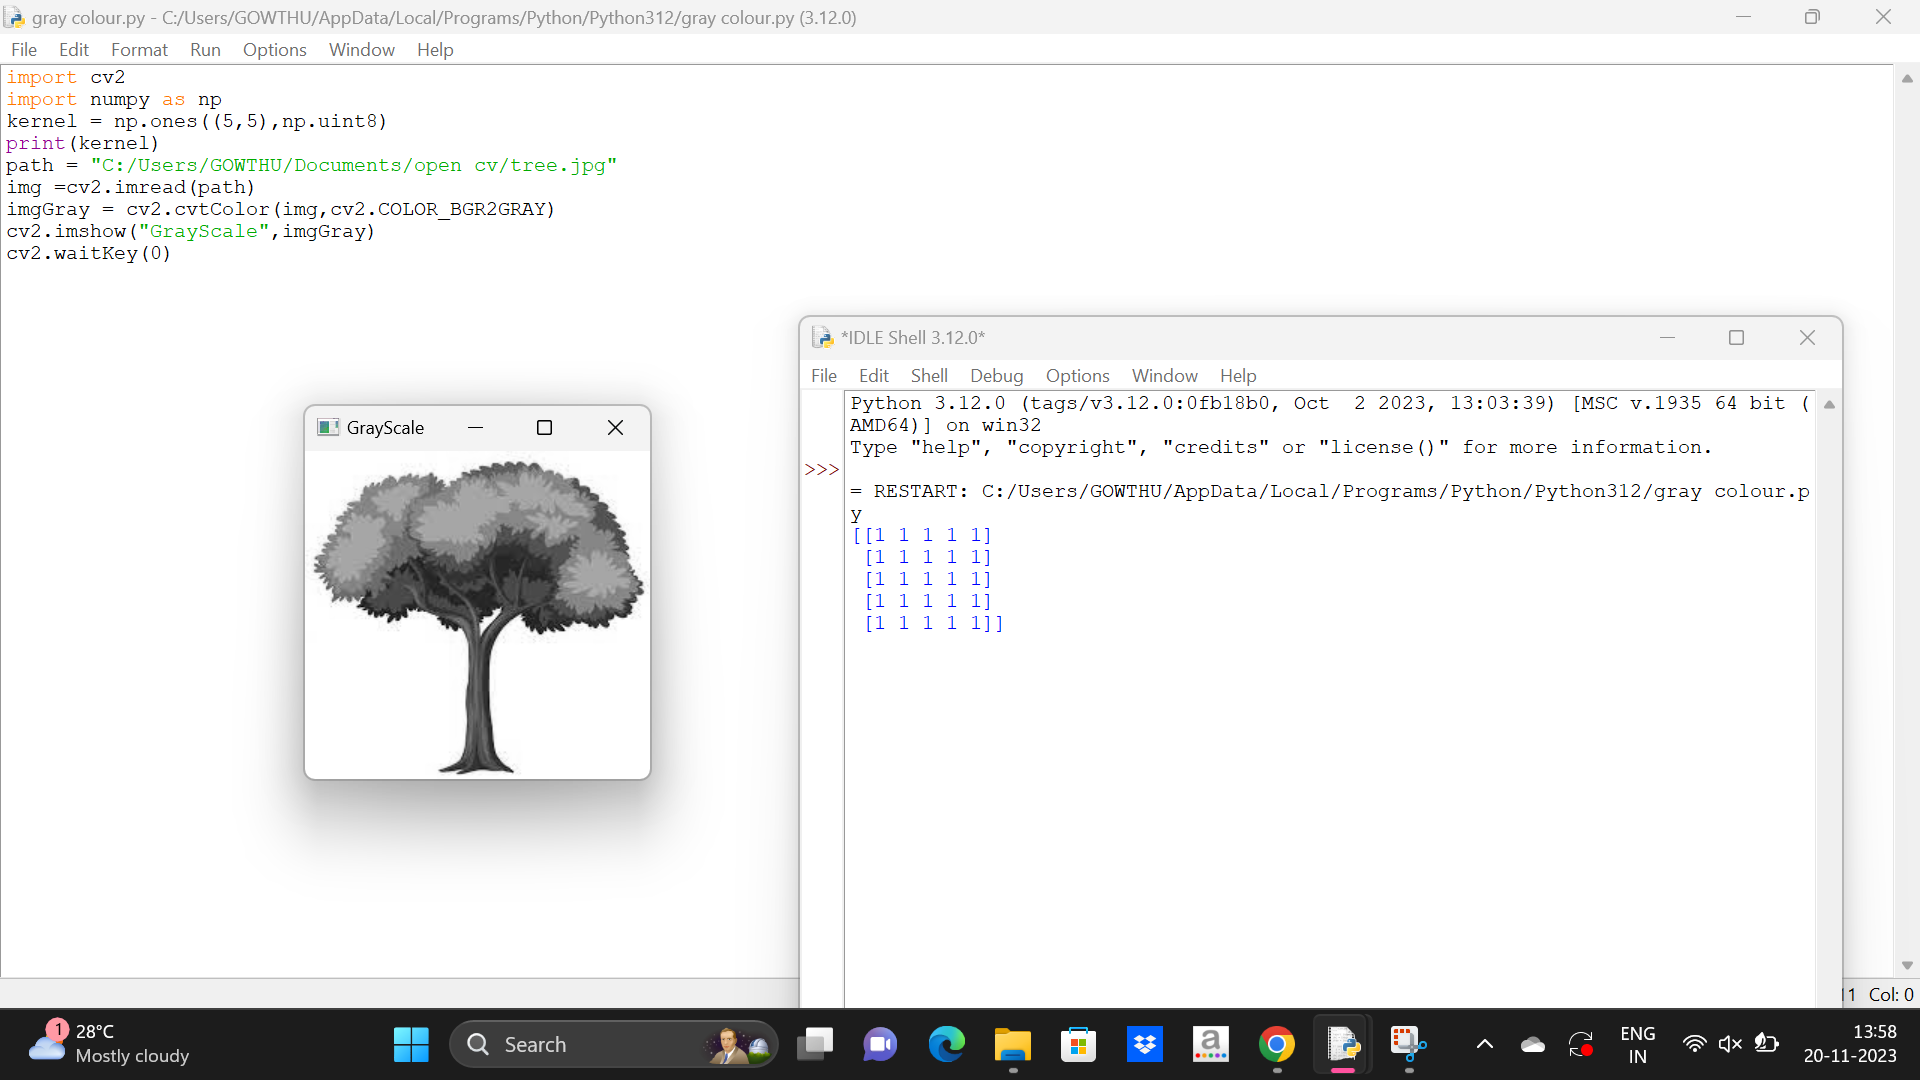 gray colour.py - C:/Users/GOWTHU/AppData/Local/Programs/Python/Python312/gray colour.py (3.12.0)
File Edit Format Run Options Window Help
import cv2
import numpy as np
kernel = np.ones((5,5),np.uint8)
print(kernel)
path = "C:/Users/GOWTHU/Documents/open cv/tree.jpg"
img =cv2.imread(path)
imgGray = cv2.cvtColor(img,cv2.COLOR_BGR2GRAY)
cv2.imshow("GrayScale",imgGray)
cv2.waitKey(0)
GrayScale
*IDLE Shell 3.12.0*
File Edit Shell Debug Options Window Help
Python 3.12.0 (tags/v3.12.0:0fb18b0, Oct  2 2023, 13:03:39) [MSC v.1935 64 bit (
AMD64)] on win32
Type "help", "copyright", "credits" or "license()" for more information.
>>>
= RESTART: C:/Users/GOWTHU/AppData/Local/Programs/Python/Python312/gray colour.p
y
[[1 1 1 1 1]
 [1 1 1 1 1]
 [1 1 1 1 1]
 [1 1 1 1 1]
 [1 1 1 1 1]]
11 Col: 0
1
28°C
Mostly cloudy
Search
a
ENG
IN
13:58
20-11-2023